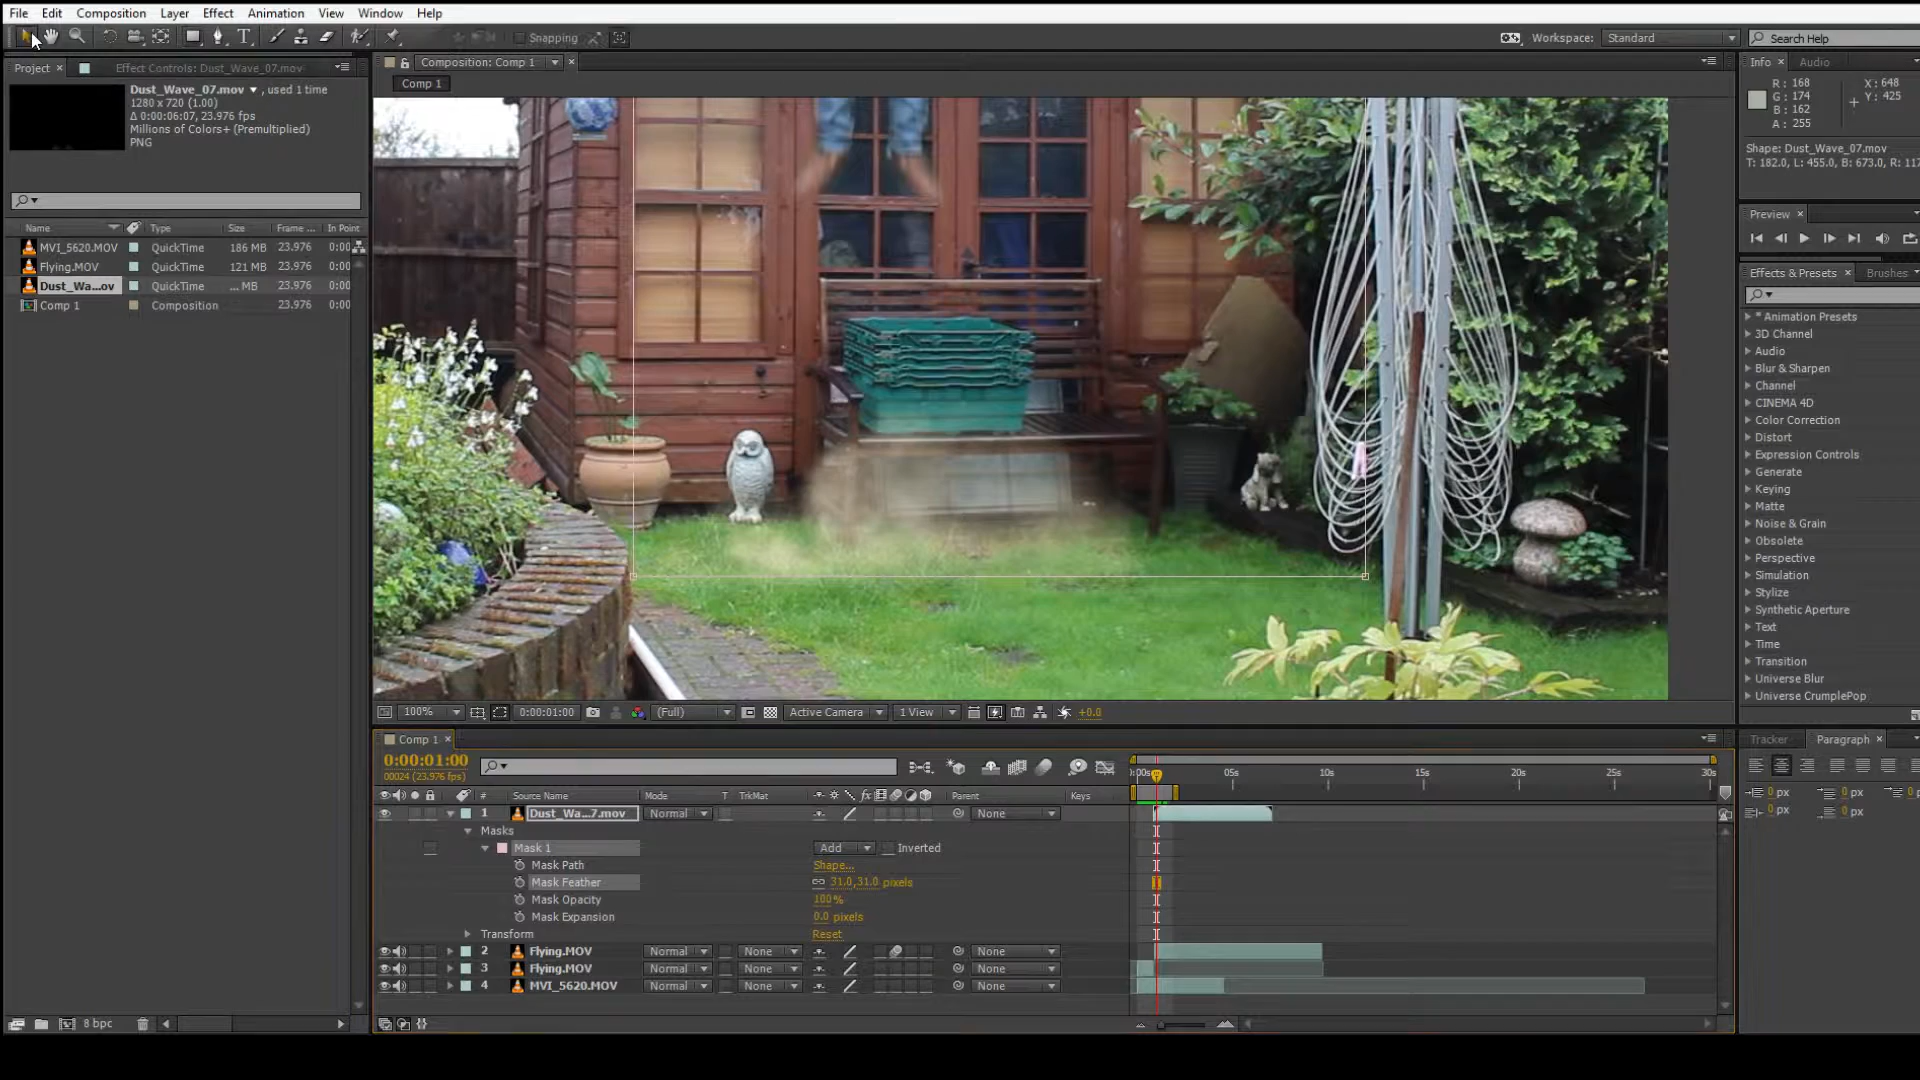 File Edit Composition Layer Effect Animation View Window Help
Snapping Workspace: Standard Search Help
Project Effect Controls: Dust_Wave_07.mov Composition: Comp 1 Info Audio
Comp 1
Dust_Wave_07.mov , used 1 time
1280 x 720 (1.00)
Δ 0:00:06:07, 23.976 fps
Millions of Colors+ (Premultiplied)
PNG
R: 168 X: 648
G: 174 Y: 425
B: 162
A: 255
Shape: Dust_Wave_07.mov
T: 182.0, L: 455.0, B: 673.0, R: 117
Preview
Name Type Size Frame ... In Point
MVI_5620.MOV QuickTime 186 MB 23.976 0:00
Flying.MOV QuickTime 121 MB 23.976 0:00
Dust_Wa...ov QuickTime ... MB 23.976 0:00
Comp 1 Composition 23.976 0:00
Effects & Presets Brushes
* Animation Presets
3D Channel
Audio
Blur & Sharpen
Channel
CINEMA 4D
Color Correction
Distort
Expression Controls
Generate
Keying
Matte
Noise & Grain
Obsolete
Perspective
Simulation
Stylize
Synthetic Aperture
Text
Time
Transition
Universe Blur
Universe CrumplePop
100% 0:00:01:00 (Full) Active Camera 1 View +0.0
Comp 1
Tracker Paragraph
0:00:01:00
00024 (23.976 fps)
:00s 05s 10s 15s 20s 25s 30s
# Source Name Mode T TrkMat fx Parent Keys
1 Dust_Wa...7.mov Normal None
Masks
Mask 1 Add Inverted
Mask Path Shape...
Mask Feather 31.0,31.0 pixels
Mask Opacity 100%
Mask Expansion 0.0 pixels
Transform Reset
2 Flying.MOV Normal None None
3 Flying.MOV Normal None None
4 MVI_5620.MOV Normal None None
0 px 0 px 0 p
0 px 0 px
8 bpc